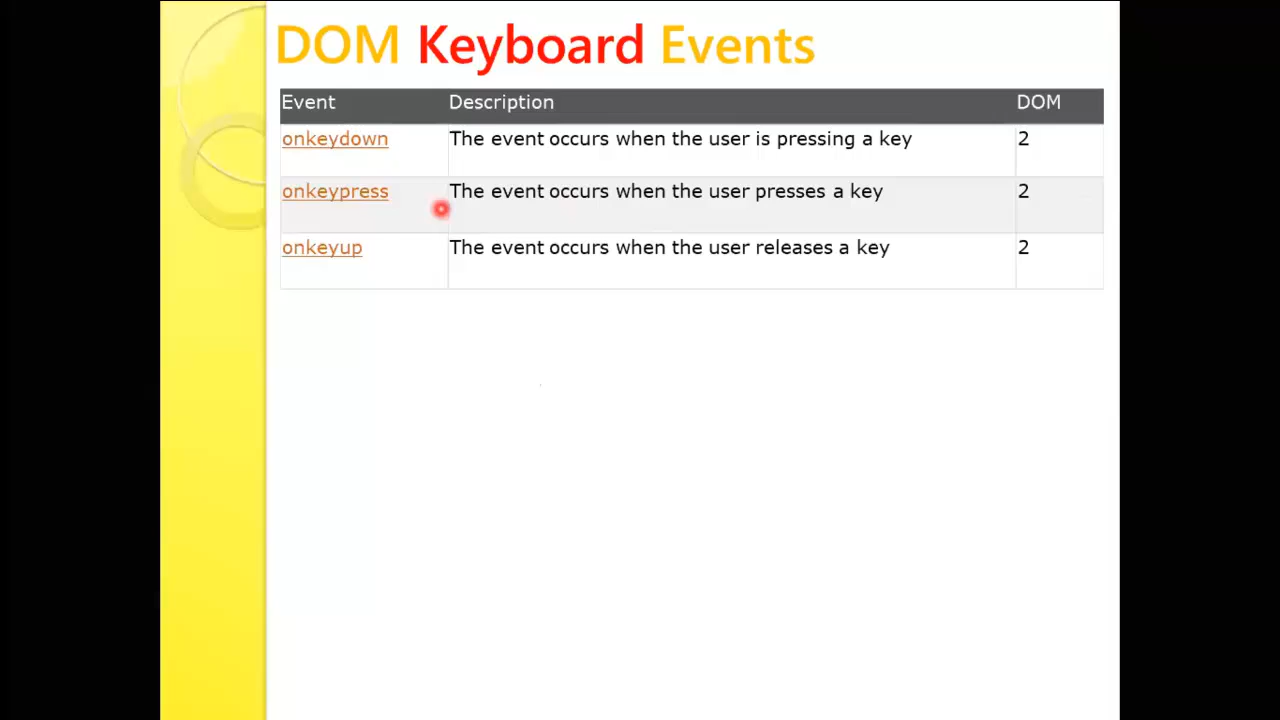 DOM Keyboard Events
Event Description DOM
onkeydown The event occurs when the user is pressing a key 2
onkeypress The event occurs when the user presses a key 2
onkeyup The event occurs when the user releases a key 2